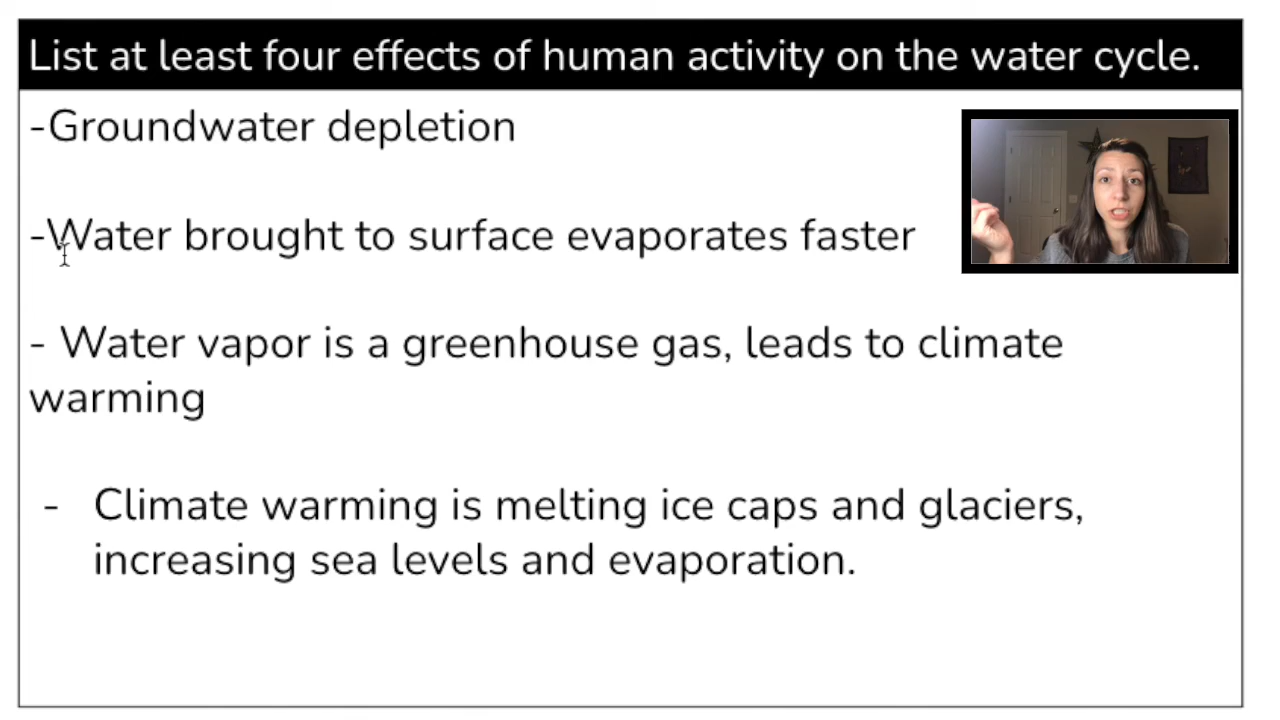 List at least four effects of human activity on the water cycle.
-Groundwater depletion
-Water brought to surface evaporates faster
- Water vapor is a greenhouse gas, leads to climate
warming
- Climate warming is melting ice caps and glaciers,
increasing sea levels and evaporation.